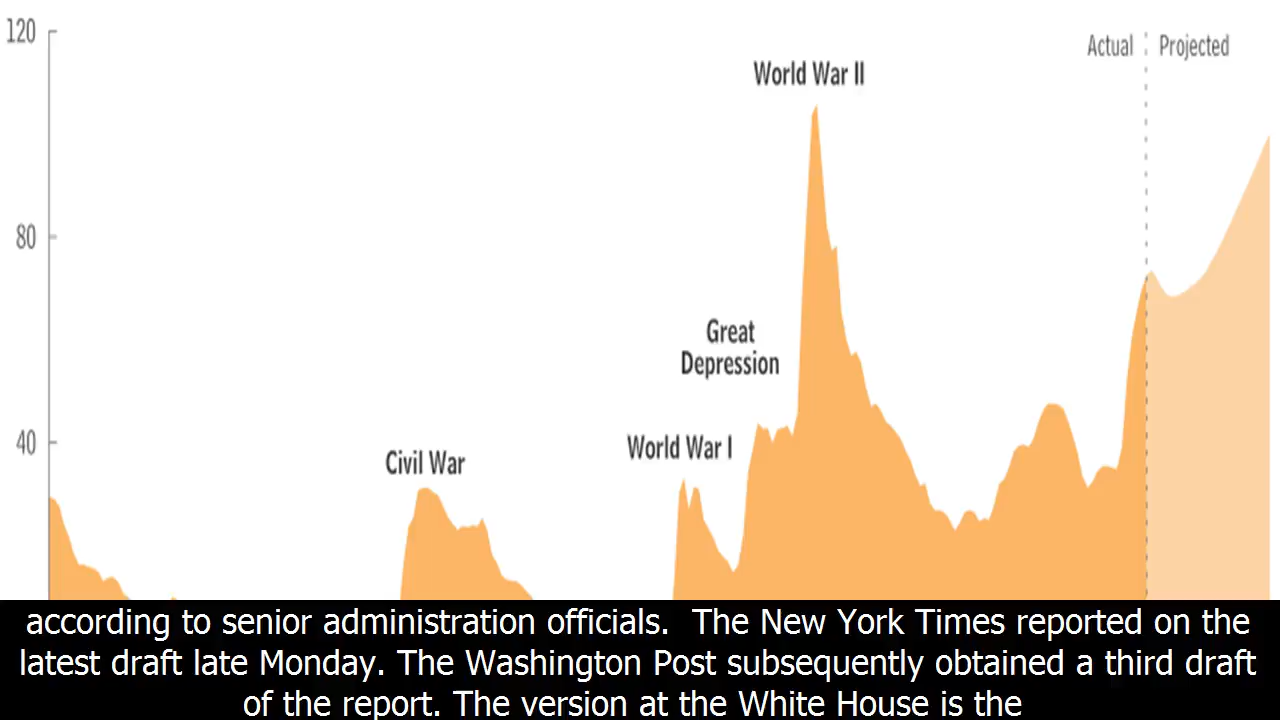 120
Actual Projected
World War II
80
Great
Depression
40
World War I
Civil War
according to senior administration officials.  The New York Times reported on the
latest draft late Monday. The Washington Post subsequently obtained a third draft
of the report. The version at the White House is the